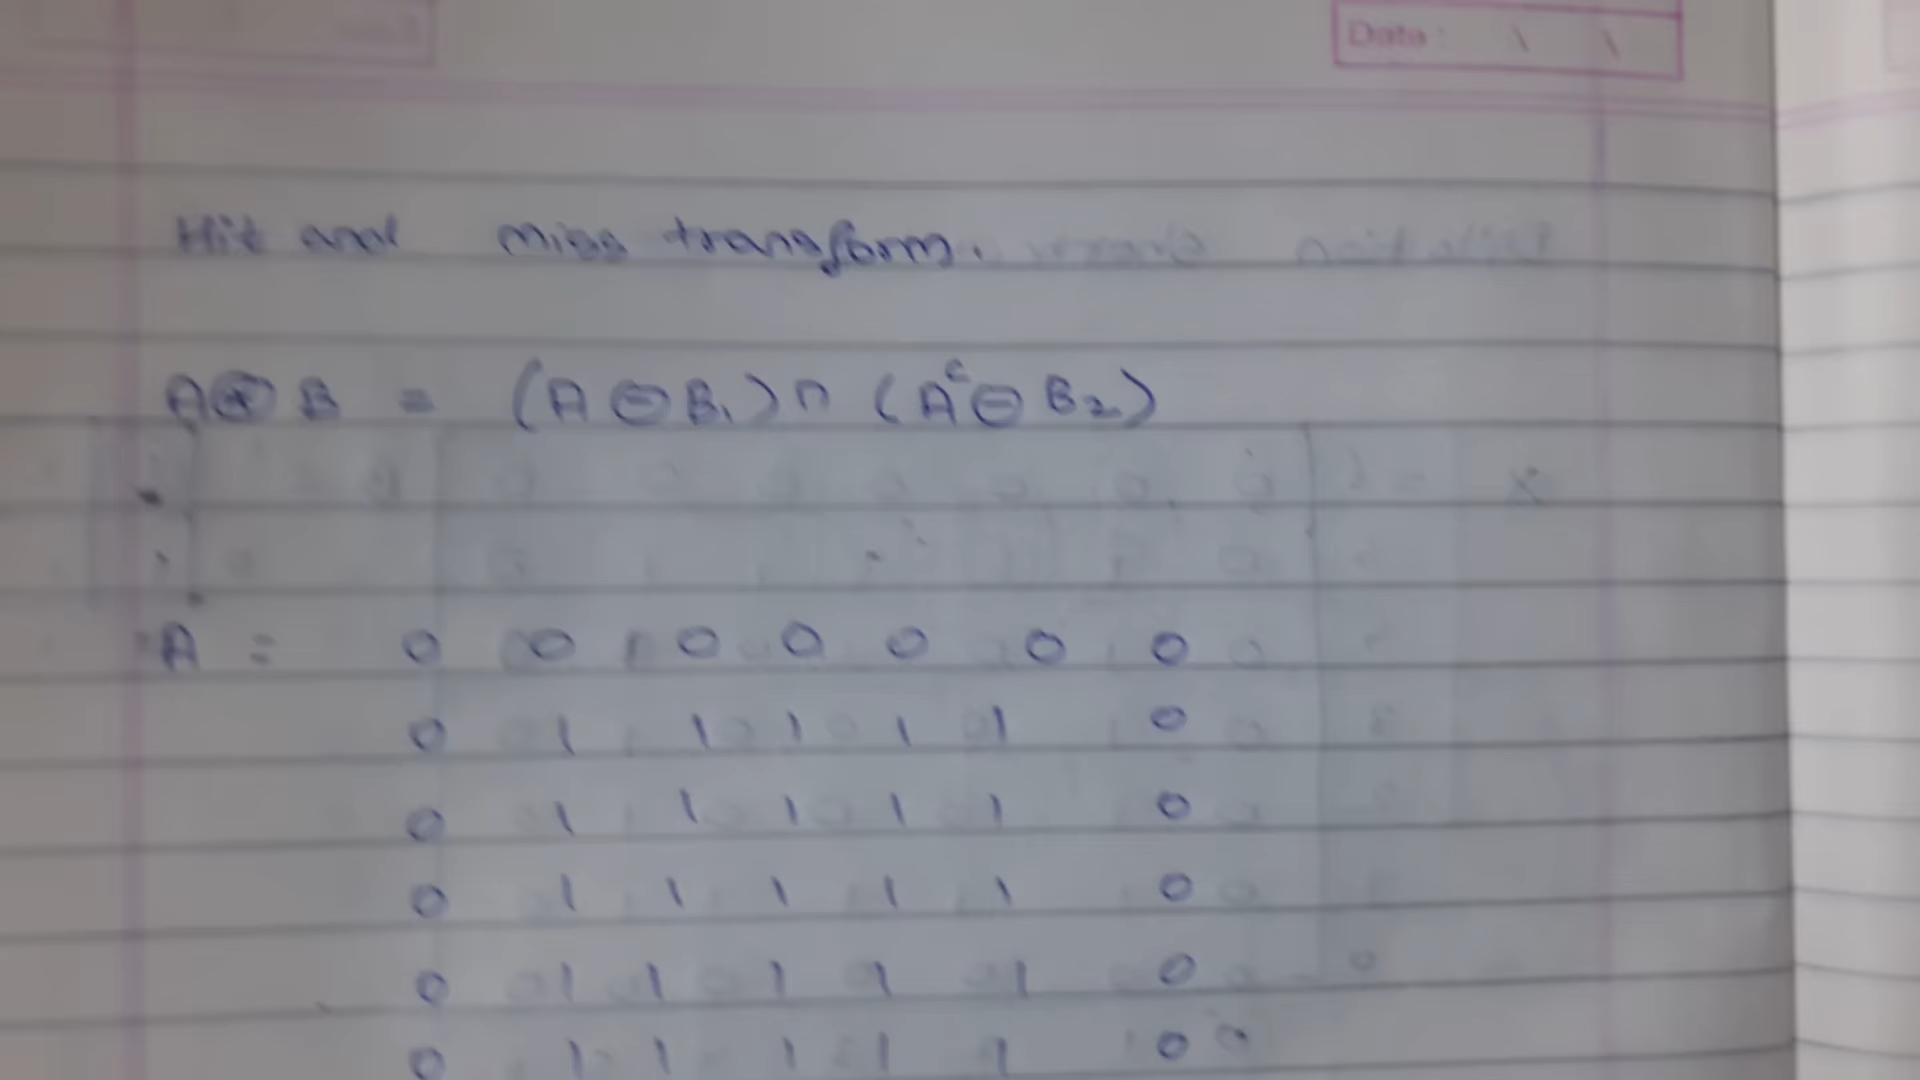 Date :
Hit and miss transform.
A ⊛ B = (A ⊖ B₁) ∩ (Aᶜ ⊖ B₂)
A = 0 0 0 0 0 0 0
0 1 1 1 1 1 0
0 1 1 1 1 1 0
0 1 1 1 1 1 0
0 1 1 1 1 1 0
0 1 1 1 1 1 0